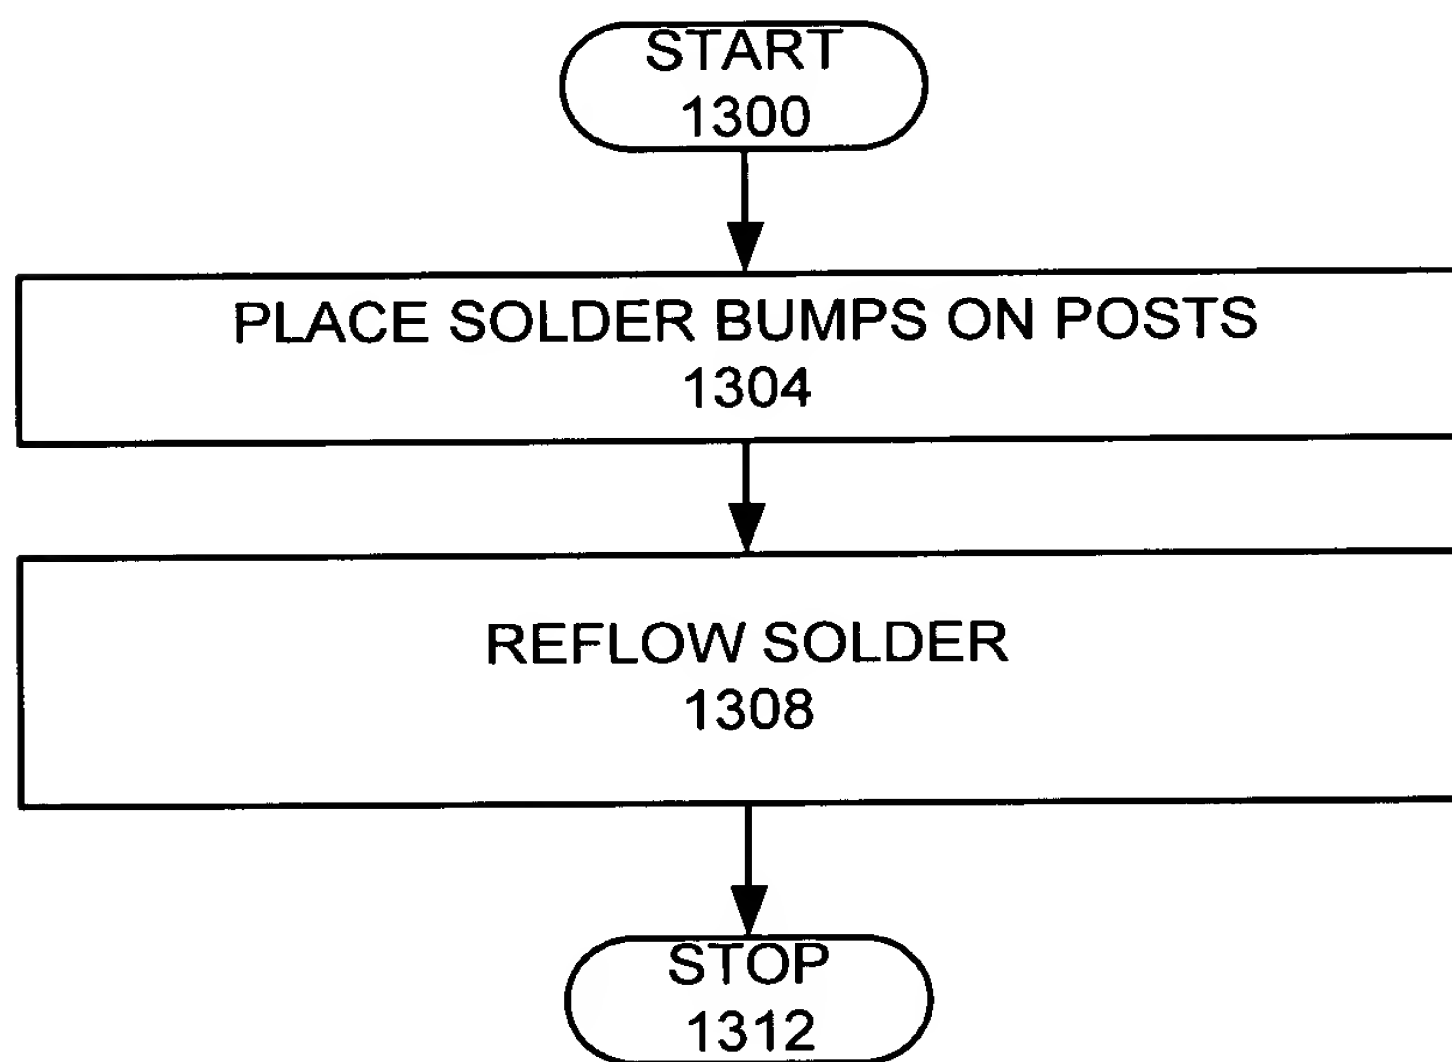 START
1300
PLACE SOLDER BUMPS ON POSTS
1304
REFLOW SOLDER
1308
STOP
1312